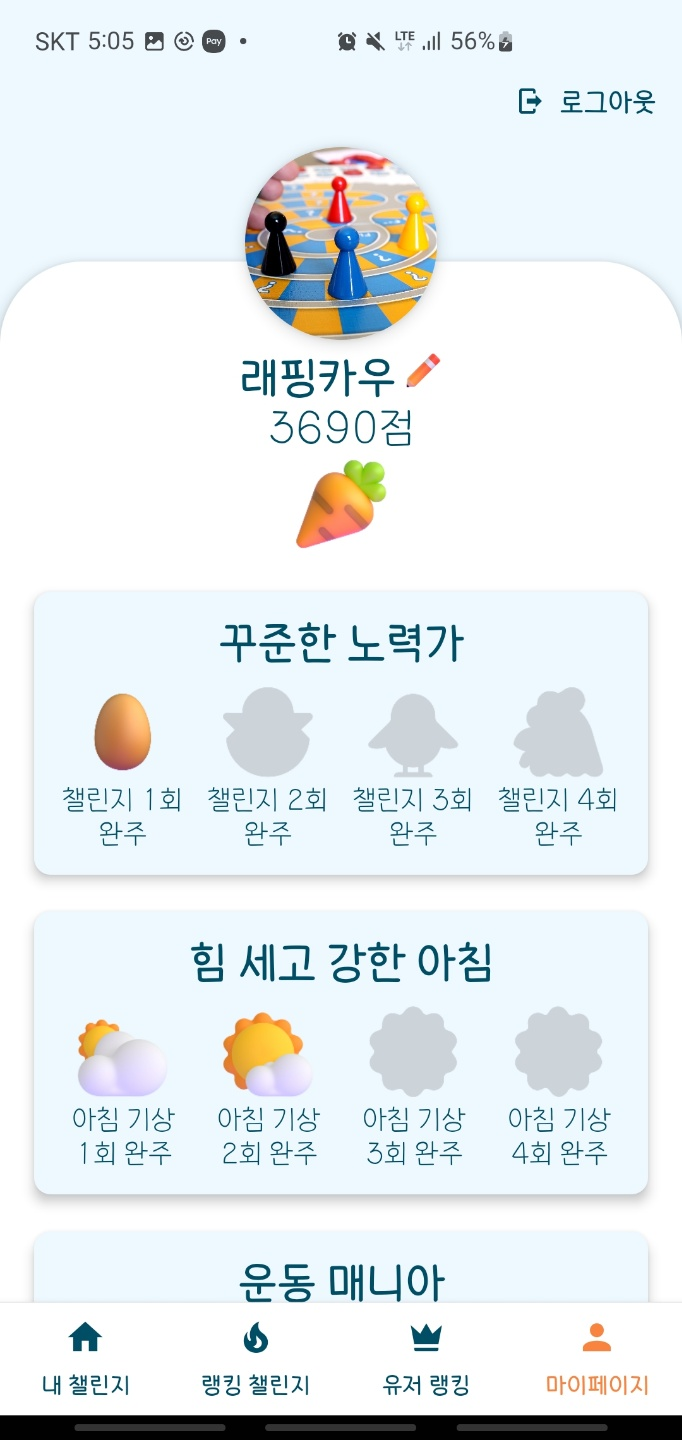 SKT 5:05 Pay LTE 56%
로그아웃
래핑카우
3690점
꾸준한 노력가
챌린지 1회 챌린지 2회 챌린지 3회 챌린지 4회
완주 완주 완주 완주
힘 세고 강한 아침
아침 기상 아침 기상 아침 기상 아침 기상
1회 완주 2회 완주 3회 완주 4회 완주
운동 매니아
내 챌린지 랭킹 챌린지 유저 랭킹 마이페이지